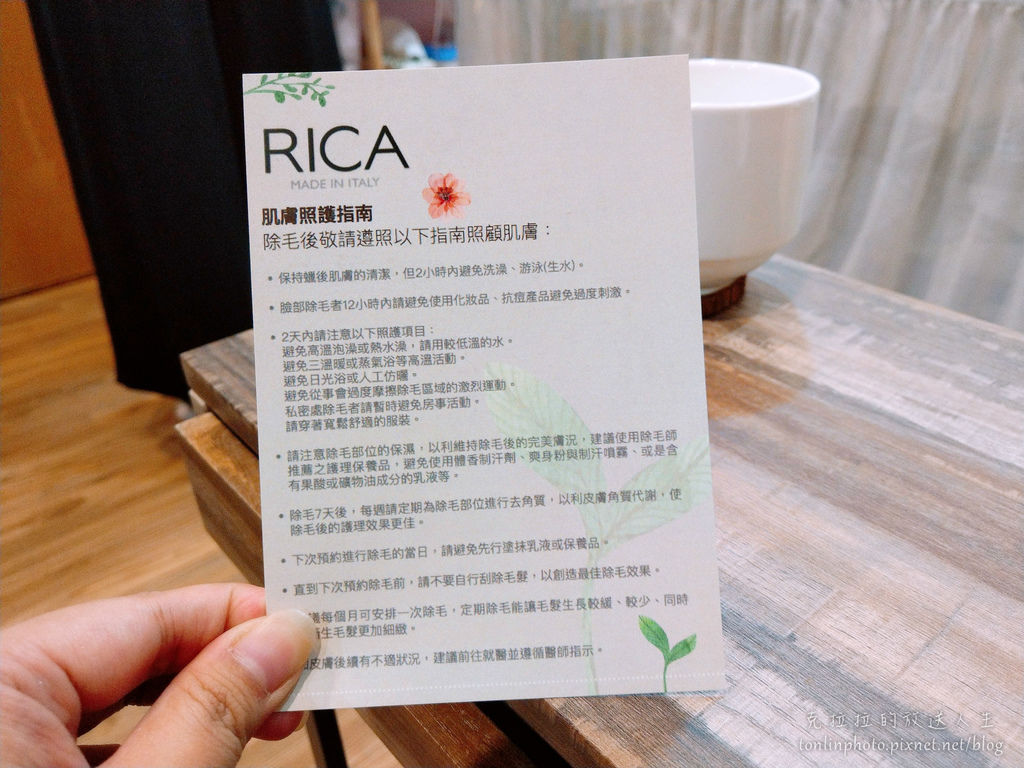 RICA
MADE IN ITALY
肌膚照護指南
除毛後敬請遵照以下指南照顧肌膚：
• 保持蠟後肌膚的清潔，但2小時內避免洗澡、游泳(生水)。
• 臉部除毛者12小時內請避免使用化妝品、抗痘產品避免過度刺激。
• 2天內請注意以下照護項目：
避免高溫泡澡或熱水澡，請用較低溫的水。
避免三溫暖或蒸氣浴等高溫活動。
避免日光浴或人工仿曬。
避免從事會過度摩擦除毛區域的激烈運動。
私密處除毛者請暫時避免房事活動。
請穿著寬鬆舒適的服裝。
• 請注意除毛部位的保濕，以利維持除毛後的完美膚況，建議使用除毛師
推薦之護理保養品，避免使用體香制汗劑、爽身粉與制汗噴霧、或是含
有果酸或礦物油成分的乳液等。
• 除毛7天後，每週請定期為除毛部位進行去角質，以利皮膚角質代謝，使
除毛後的護理效果更佳。
• 下次預約進行除毛的當日，請避免先行塗抹乳液或保養品。
• 直到下次預約除毛前，請不要自行刮除毛髮，以創造最佳除毛效果。
議每個月可安排一次除毛，定期除毛能讓毛髮生長較緩、較少、同時
生毛髮更加細緻。
皮膚後續有不適狀況，建議前往就醫並遵循醫師指示。
克拉拉的放送人生
tonlinphoto.pixnet.net/blog